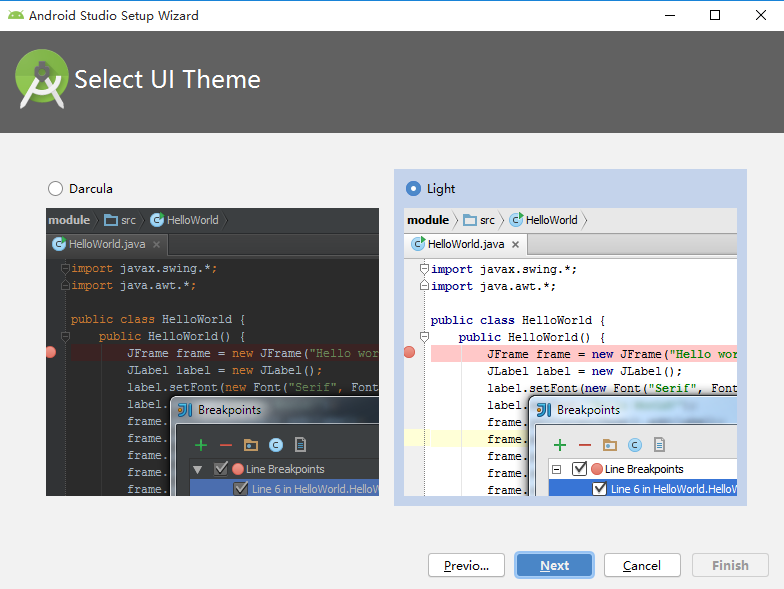 Android Studio Setup Wizard
Select UI Theme
Darcula
module src HelloWorld
HelloWorld.java
import javax.swing.*;
import java.awt.*;
public class HelloWorld {
public HelloWorld() {
JFrame frame = new JFrame("Hello wor
JLabel label = new JLabel();
label.setFont(new Font("Serif", Font
label.
frame.
frame.
frame.
frame.
frame.
Breakpoints
Line Breakpoints
Line 6 in HelloWorld.HelloW
Light
module src HelloWorld
HelloWorld.java
import javax.swing.*;
import java.awt.*;
public class HelloWorld {
public HelloWorld() {
JFrame frame = new JFrame("Hello wor
JLabel label = new JLabel();
label.setFont(new Font("Serif", Font
label.
frame.
frame.
frame.
frame.
frame.
Breakpoints
Line Breakpoints
Line 6 in HelloWorld.HelloW
Previo... Next Cancel Finish